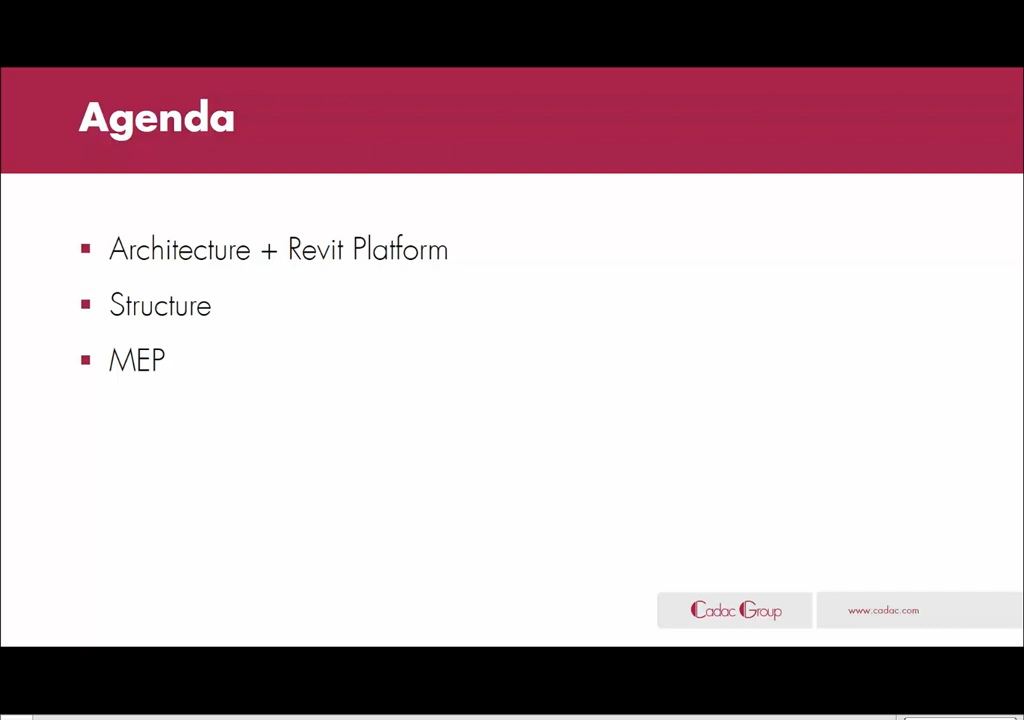 Agenda
Architecture + Revit Platform
Structure
MEP
Cadac Group
www.cadac.com